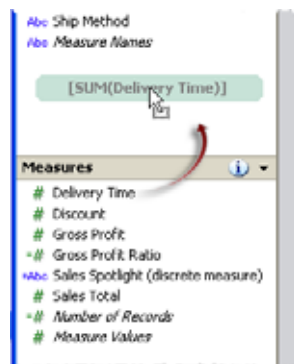 Abc Ship Method
Abc Measure Names
[SUM(Delivery Time)]
Measures
# Delivery Time
# Discount
# Gross Profit
=# Gross Profit Ratio
=Abc Sales Spotlight (discrete measure)
# Sales Total
=# Number of Records
# Measure Values